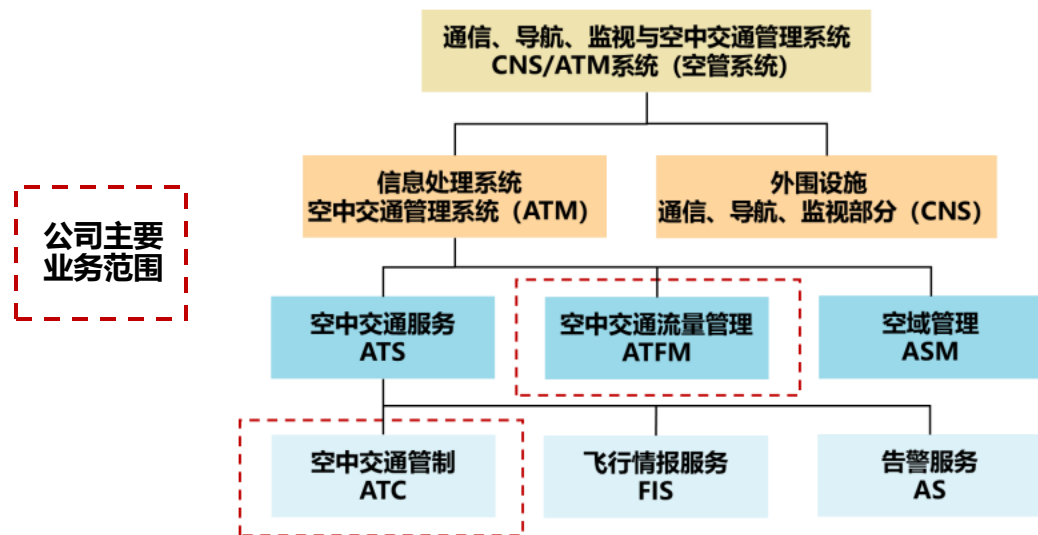 通信、导航、监视与空中交通管理系统
CNS/ATM系统（空管系统）
信息处理系统
空中交通管理系统（ATM）
外围设施
通信、导航、监视部分（CNS）
公司主要
业务范围
空中交通服务
ATS
空中交通流量管理
ATFM
空域管理
ASM
空中交通管制
ATC
飞行情报服务
FIS
告警服务
AS